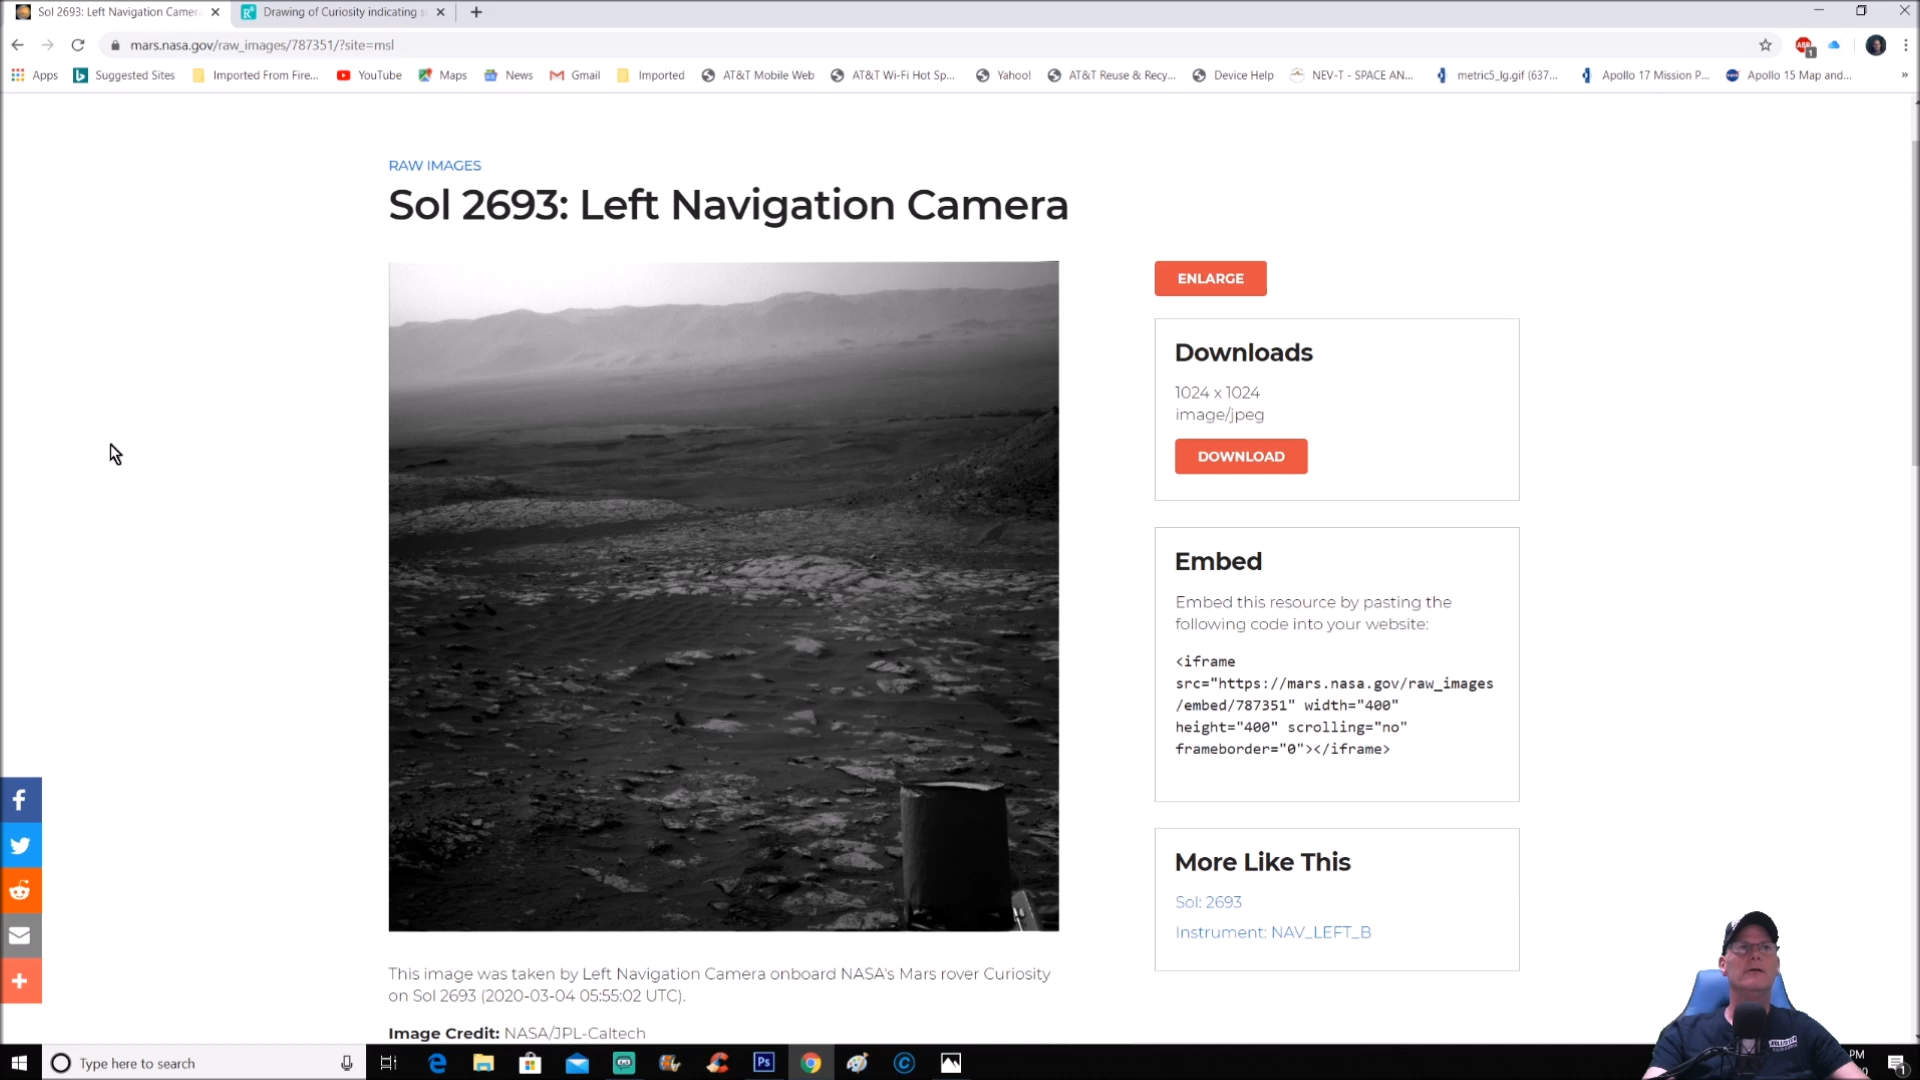 Sol 2693: Left Navigation Camera
Drawing of Curiosity indicating s
mars.nasa.gov/raw_images/787351/?site=msl
ABP
1
Apps
Suggested Sites
Imported From Fire...
YouTube
Maps
News
Gmail
Imported
AT&T Mobile Web
AT&T Wi-Fi Hot Sp...
Yahoo!
AT&T Reuse & Recy...
Device Help
NEV-T - SPACE AN...
metric5_lg.gif (637...
Apollo 17 Mission P...
Apollo 15 Map and...
»
RAW IMAGES
Sol 2693: Left Navigation Camera
ENLARGE
Downloads
1024 x 1024
image/jpeg
DOWNLOAD
Embed
Embed this resource by pasting the
following code into your website:
<iframe
src="https://mars.nasa.gov/raw_images
/embed/787351" width="400"
height="400" scrolling="no"
frameborder="0"></iframe>
More Like This
Sol: 2693
Instrument: NAV_LEFT_B
This image was taken by Left Navigation Camera onboard NASA's Mars rover Curiosity
on Sol 2693 (2020-03-04 05:55:02 UTC).
Image Credit: NASA/JPL-Caltech
Type here to search
Ps
PM
1